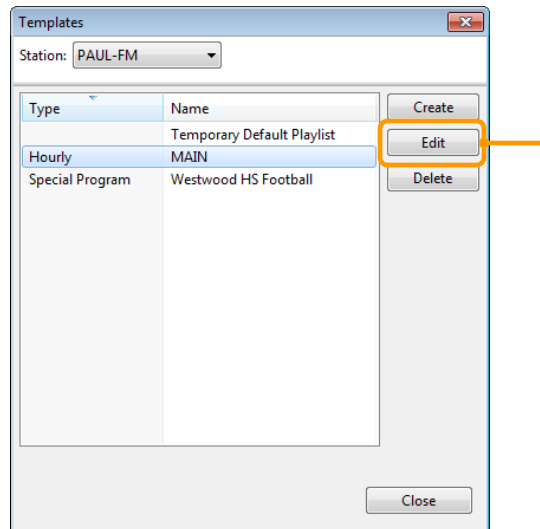 Templates
Station: PAUL-FM
Type Name Create
Temporary Default Playlist Edit
Hourly MAIN
Special Program Westwood HS Football Delete
Close